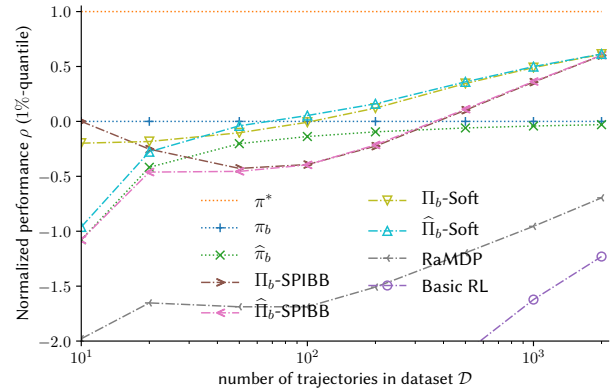 Normalized performance ρ (1%-quantile)
1.0
0.5
0.0
−0.5
−1.0
−1.5
−2.0
π*
π_b
π̂_b
Π_b-SPIBB
Π̂_b-SPIBB
Π_b-Soft
Π̂_b-Soft
RaMDP
Basic RL
10¹ 10² 10³
number of trajectories in dataset 𝒟